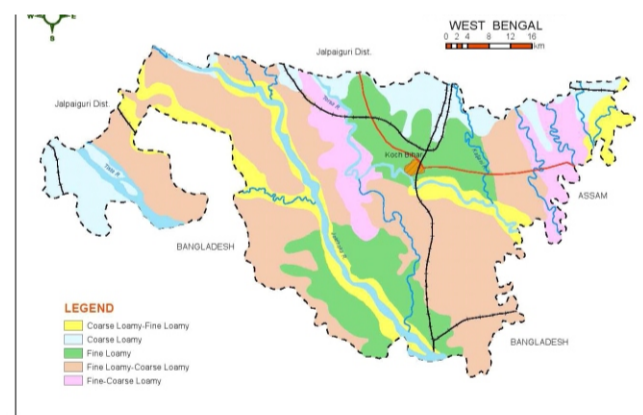 W E
S
WEST BENGAL
0 2 4 8 12 16
km
Jalpaiguri Dist.
Jalpaiguri Dist.
Koch Bihar
ASSAM
BANGLADESH
LEGEND
Coarse Loamy-Fine Loamy
Coarse Loamy
Fine Loamy
Fine Loamy-Coarse Loamy
Fine-Coarse Loamy
BANGLADESH